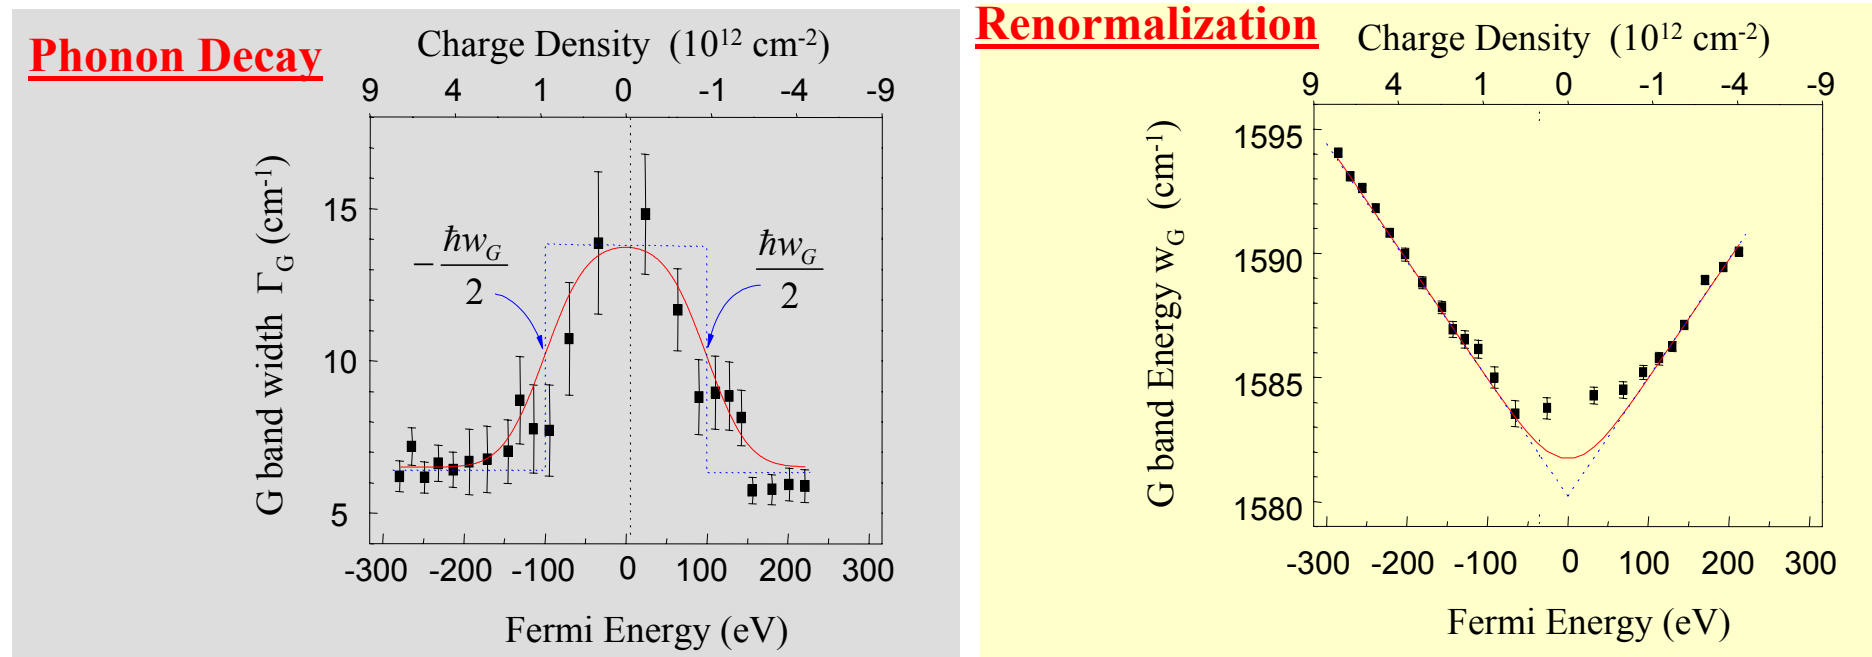 Phonon Decay
Charge Density (10¹² cm⁻²)
9 4 1 0 -1 -4 -9
G band width Γ_G (cm⁻¹)
15
10
5
-ħw_G/2
ħw_G/2
-300 -200 -100 0 100 200 300
Fermi Energy (eV)
Renormalization
Charge Density (10¹² cm⁻²)
9 4 1 0 -1 -4 -9
G band Energy w_G (cm⁻¹)
1595
1590
1585
1580
-300 -200 -100 0 100 200 300
Fermi Energy (eV)